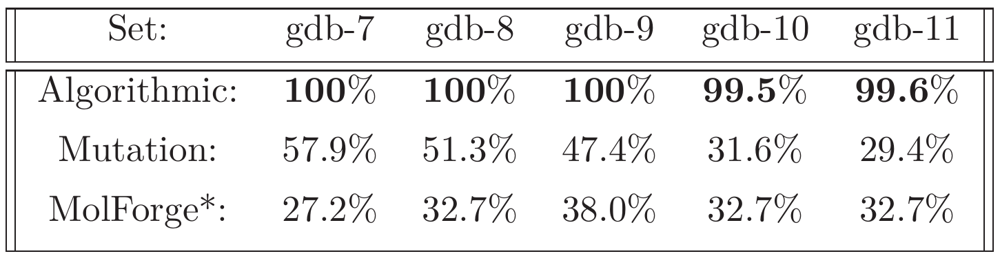 Set: gdb-7 gdb-8 gdb-9 gdb-10 gdb-11
Algorithmic: 100% 100% 100% 99.5% 99.6%
Mutation: 57.9% 51.3% 47.4% 31.6% 29.4%
MolForge*: 27.2% 32.7% 38.0% 32.7% 32.7%